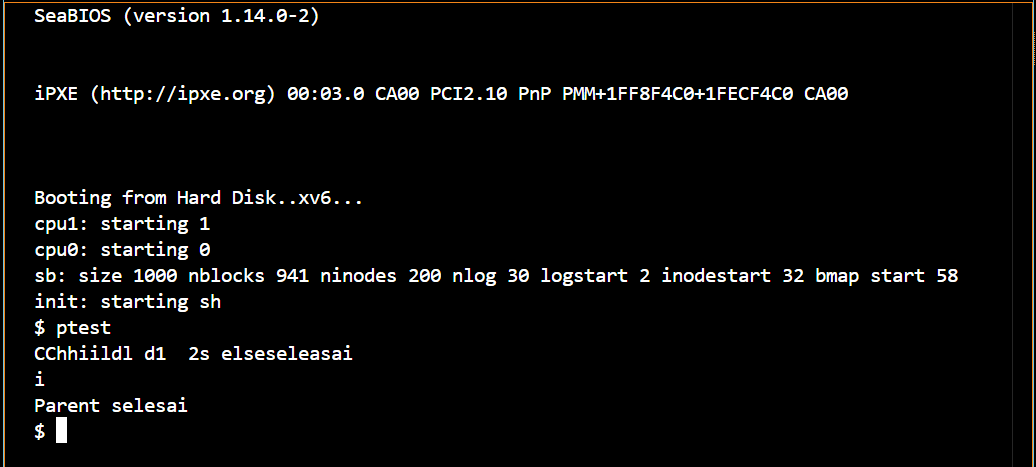 SeaBIOS (version 1.14.0-2)
iPXE (http://ipxe.org) 00:03.0 CA00 PCI2.10 PnP PMM+1FF8F4C0+1FECF4C0 CA00
Booting from Hard Disk..xv6...
cpu1: starting 1
cpu0: starting 0
sb: size 1000 nblocks 941 ninodes 200 nlog 30 logstart 2 inodestart 32 bmap start 58
init: starting sh
$ ptest
CChhiildl d1  2s elseseleasai
i
Parent selesai
$